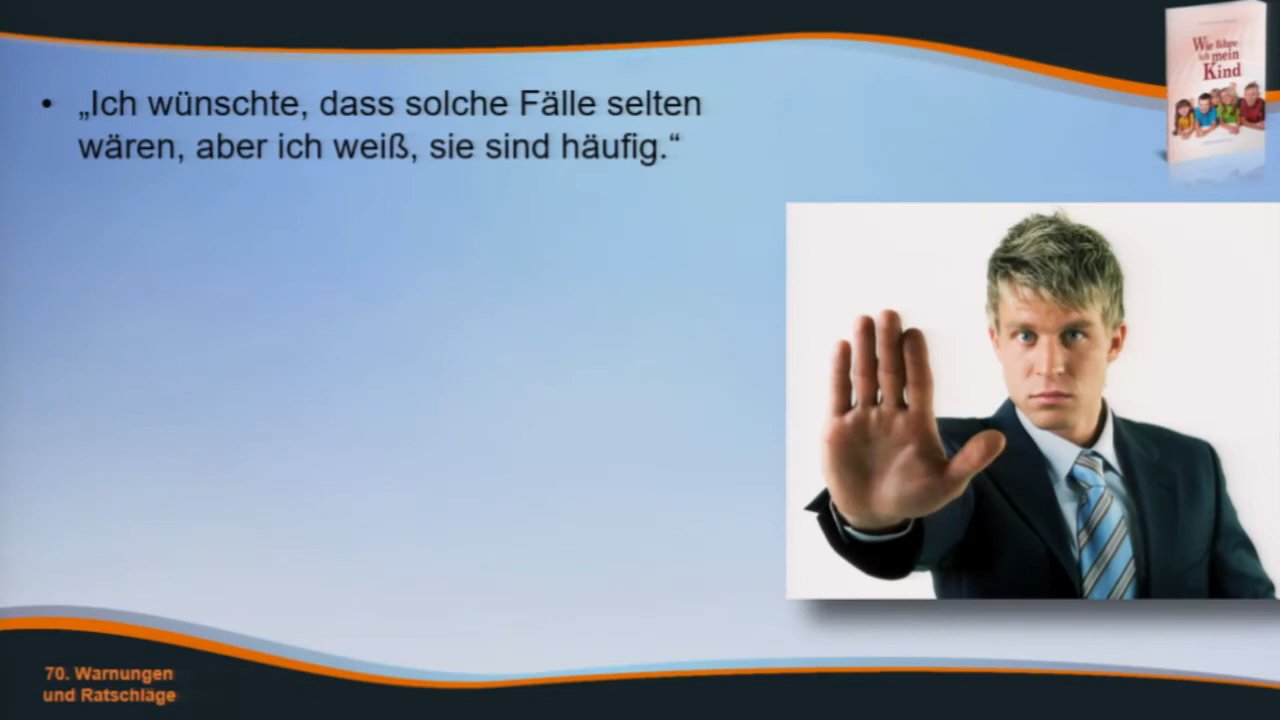 • „Ich wünschte, dass solche Fälle selten
wären, aber ich weiß, sie sind häufig.“
Wie führe
ich mein
Kind
70. Warnungen
und Ratschläge